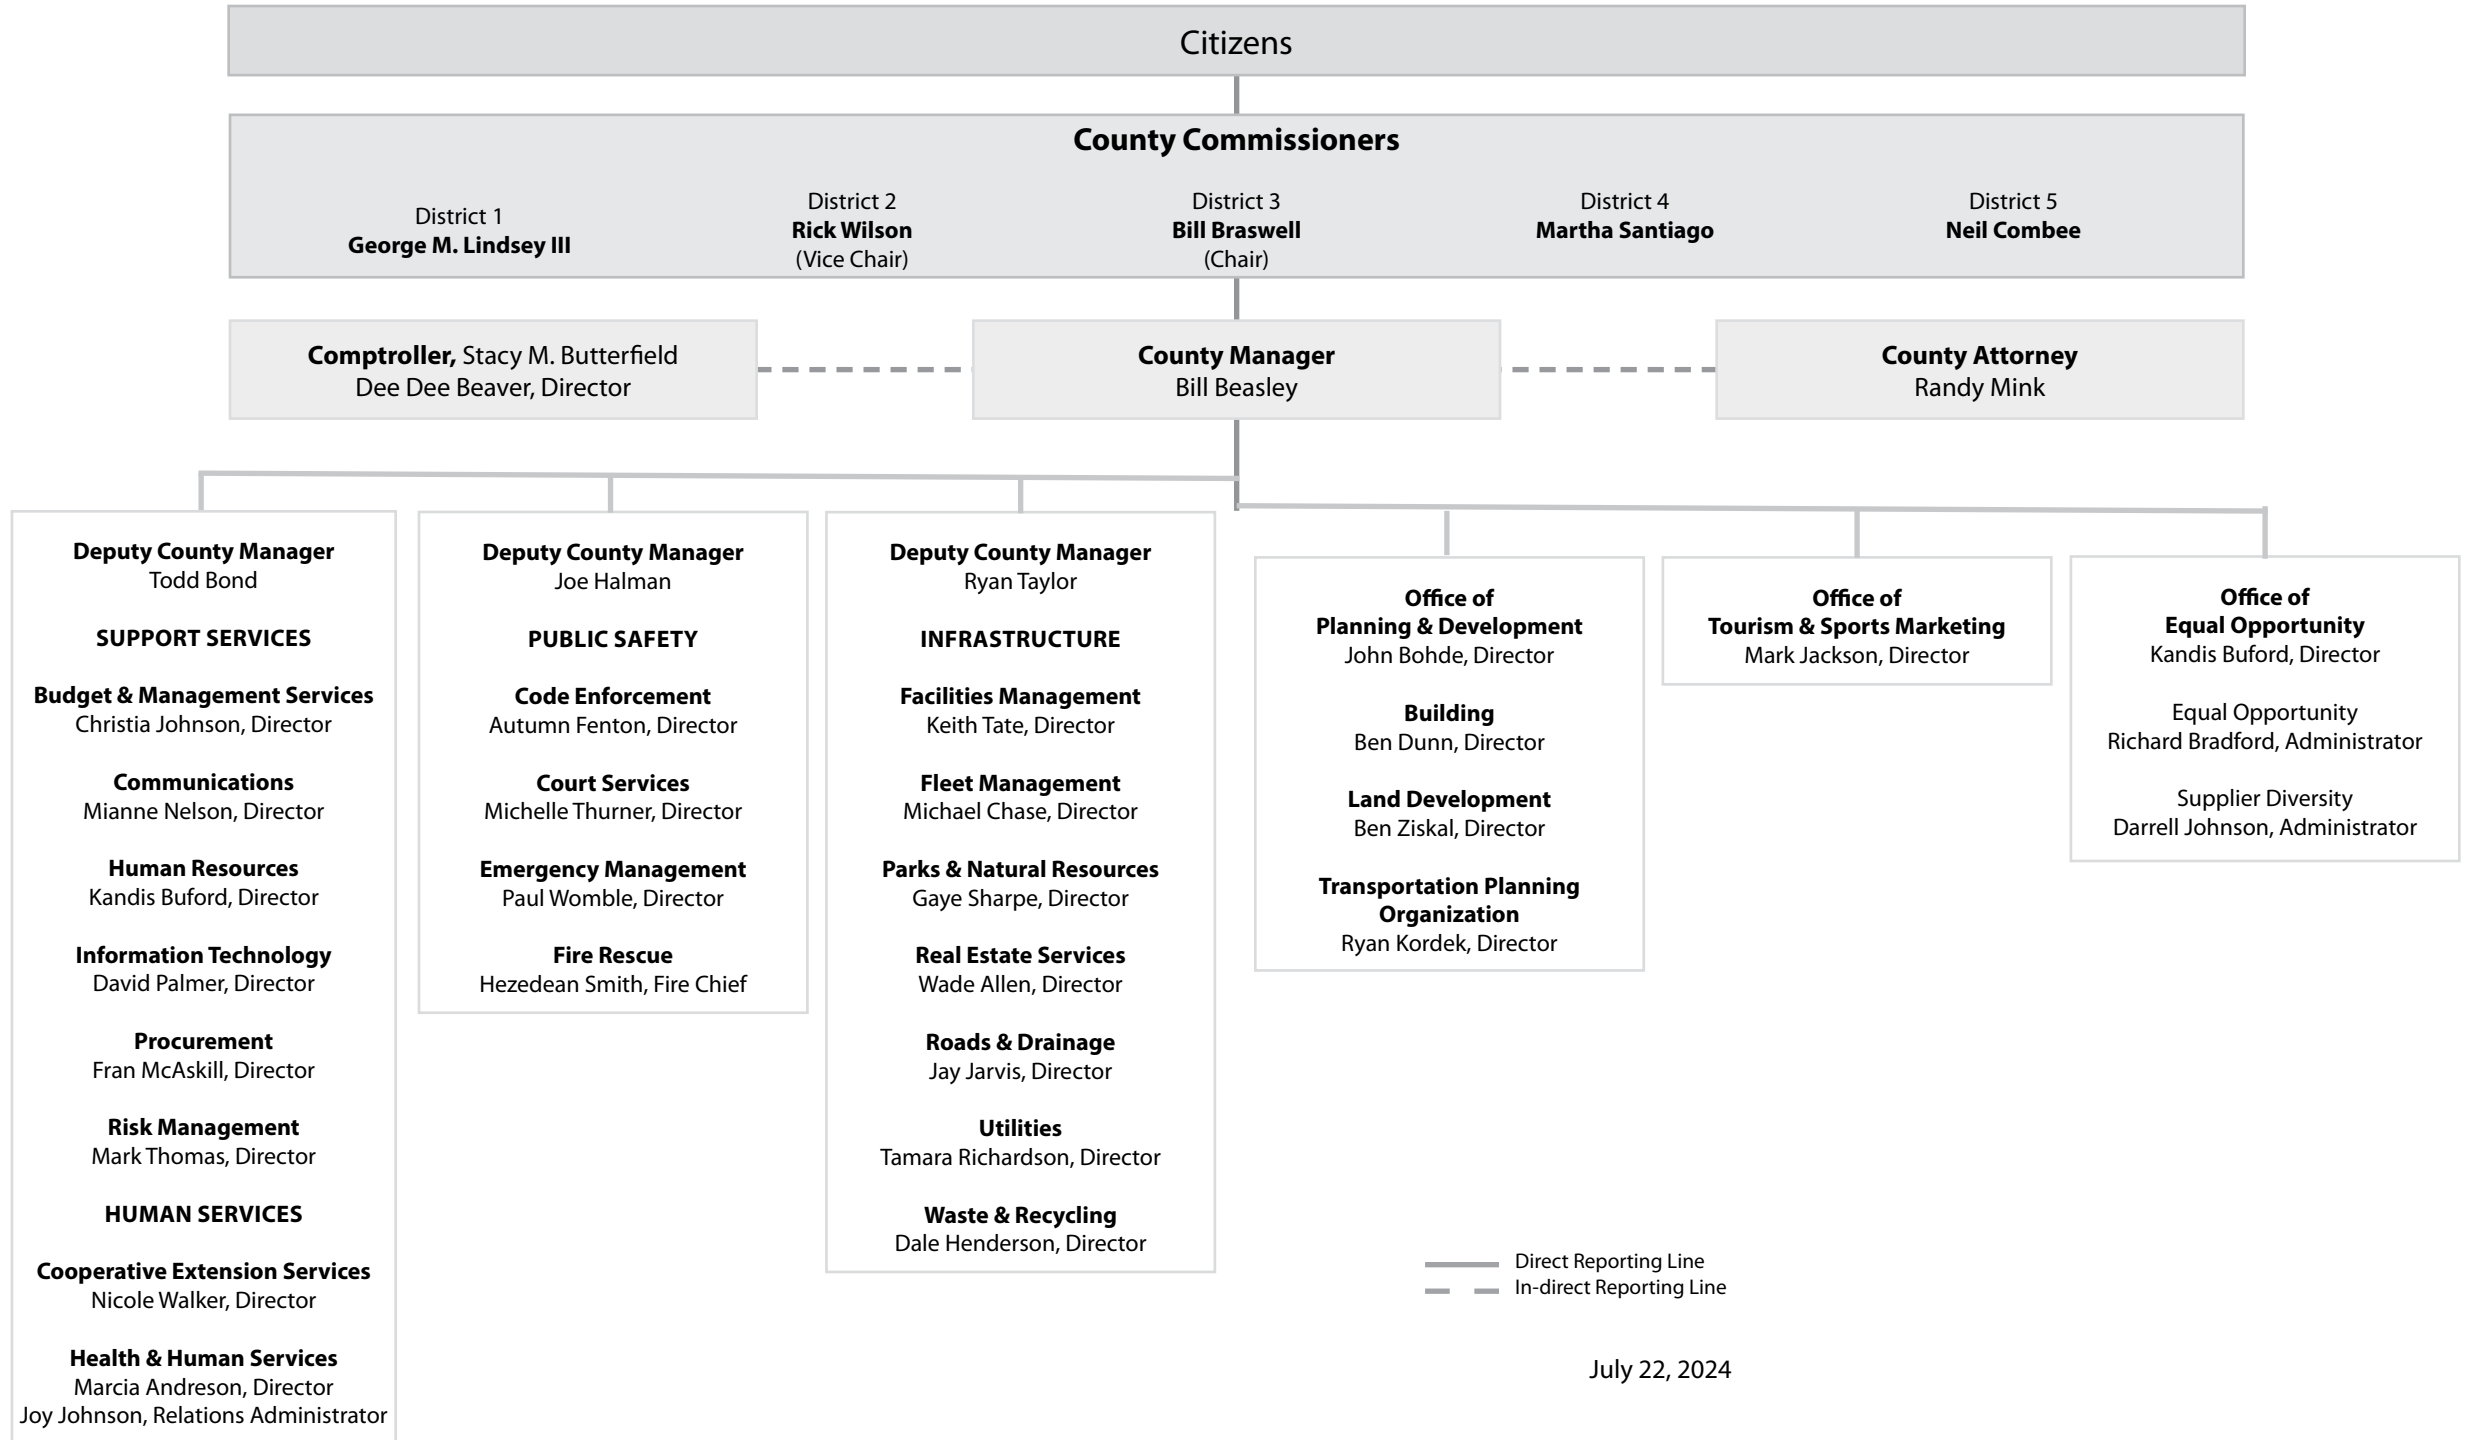 Citizens
County Commissioners
District 1
George M. Lindsey III
District 2
Rick Wilson
(Vice Chair)
District 3
Bill Braswell
(Chair)
District 4
Martha Santiago
District 5
Neil Combee
Comptroller, Stacy M. Butterfield
Dee Dee Beaver, Director
County Manager
Bill Beasley
County Attorney
Randy Mink
Deputy County Manager
Todd Bond
SUPPORT SERVICES
Budget & Management Services
Christia Johnson, Director
Communications
Mianne Nelson, Director
Human Resources
Kandis Buford, Director
Information Technology
David Palmer, Director
Procurement
Fran McAskill, Director
Risk Management
Mark Thomas, Director
HUMAN SERVICES
Cooperative Extension Services
Nicole Walker, Director
Health & Human Services
Marcia Andreson, Director
Joy Johnson, Relations Administrator
Deputy County Manager
Joe Halman
PUBLIC SAFETY
Code Enforcement
Autumn Fenton, Director
Court Services
Michelle Thurner, Director
Emergency Management
Paul Womble, Director
Fire Rescue
Hezedean Smith, Fire Chief
Deputy County Manager
Ryan Taylor
INFRASTRUCTURE
Facilities Management
Keith Tate, Director
Fleet Management
Michael Chase, Director
Parks & Natural Resources
Gaye Sharpe, Director
Real Estate Services
Wade Allen, Director
Roads & Drainage
Jay Jarvis, Director
Utilities
Tamara Richardson, Director
Waste & Recycling
Dale Henderson, Director
Office of
Planning & Development
John Bohde, Director
Building
Ben Dunn, Director
Land Development
Ben Ziskal, Director
Transportation Planning
Organization
Ryan Kordek, Director
Office of
Tourism & Sports Marketing
Mark Jackson, Director
Office of
Equal Opportunity
Kandis Buford, Director
Equal Opportunity
Richard Bradford, Administrator
Supplier Diversity
Darrell Johnson, Administrator
Direct Reporting Line
In-direct Reporting Line
July 22, 2024